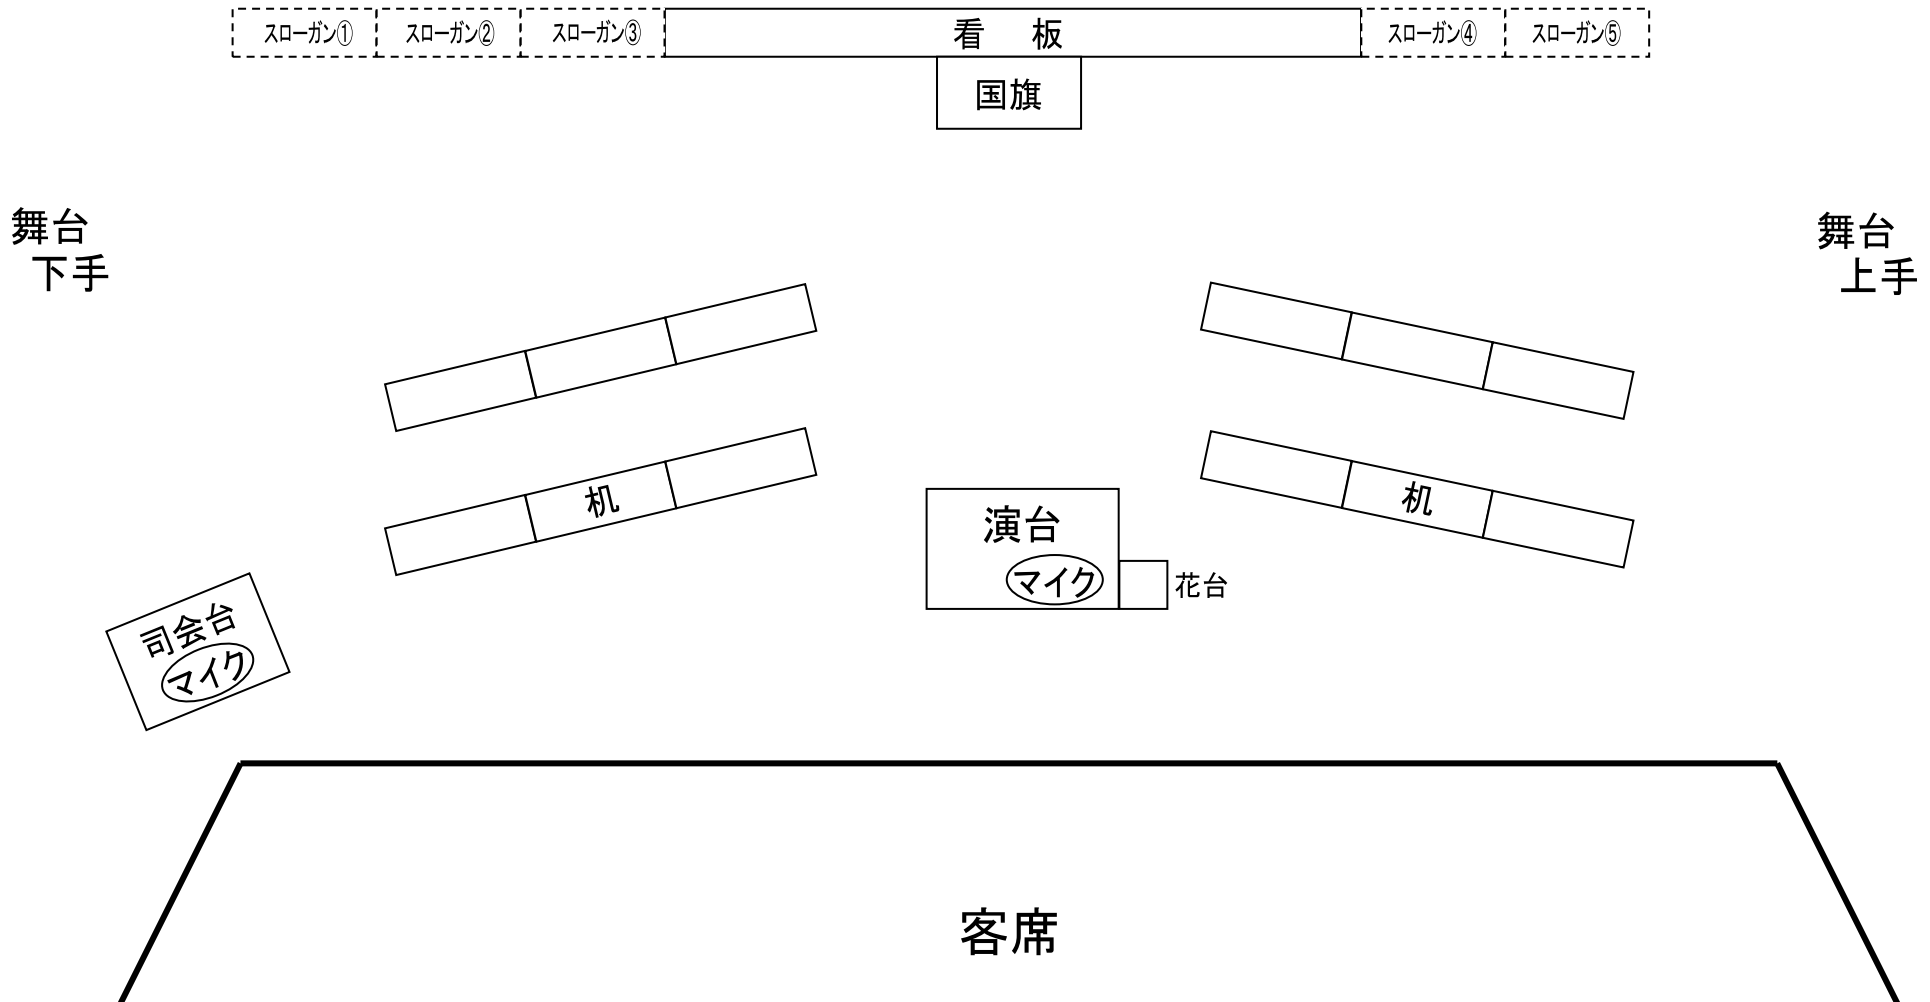 スローガン①
スローガン②
スローガン③
看　板
スローガン④
スローガン⑤
国旗
舞台
下手
舞台
上手
机
机
演台
マイク
花台
司会台
マイク
客席